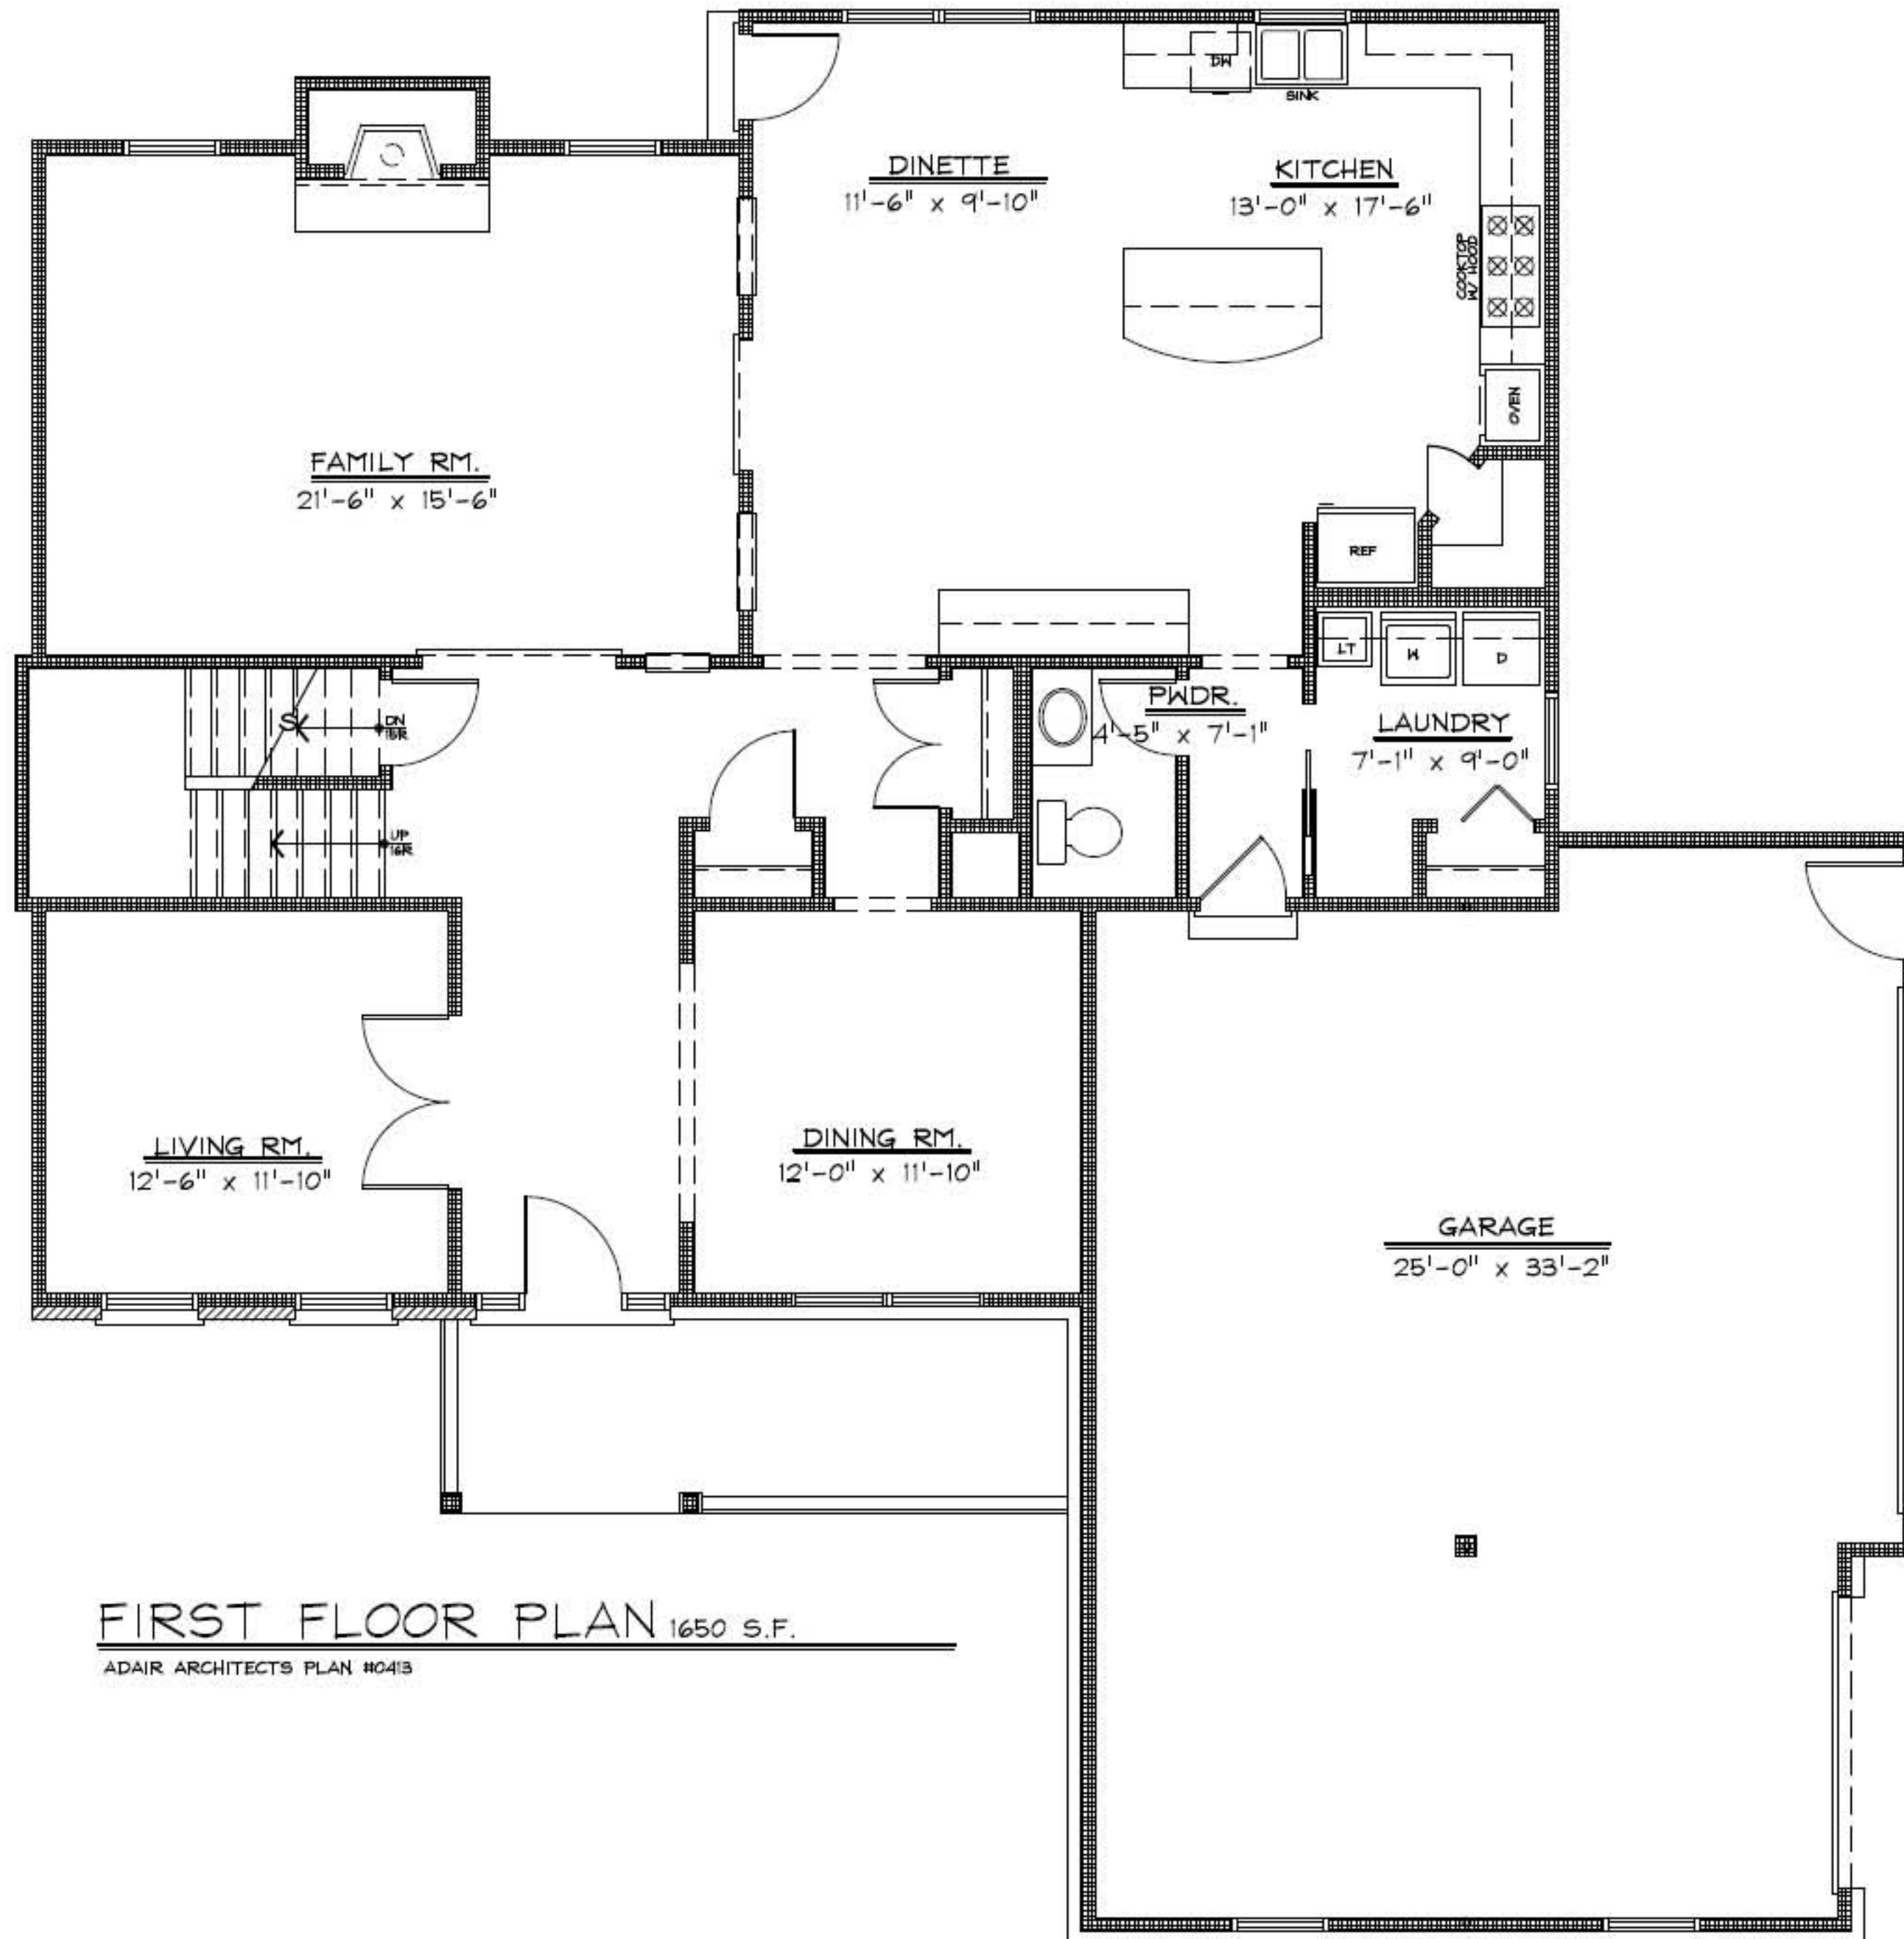 DW
SINK
DINETTE
11'-6" x 9'-10"
KITCHEN
13'-0" x 17'-6"
COOKTOP
W/ HOOD
OVEN
FAMILY RM.
21'-6" x 15'-6"
REF
LT
W
D
DN
15R
PWDR.
4'-5" x 7'-1"
LAUNDRY
7'-1" x 9'-0"
UP
16R
LIVING RM.
12'-6" x 11'-10"
DINING RM.
12'-0" x 11'-10"
GARAGE
25'-0" x 33'-2"
FIRST FLOOR PLAN 1650 S.F.
ADAIR ARCHITECTS PLAN #0413